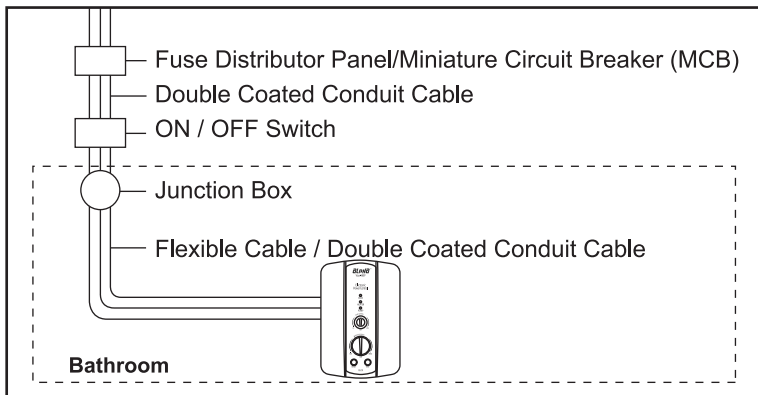 Fuse Distributor Panel/Miniature Circuit Breaker (MCB)
Double Coated Conduit Cable
ON / OFF Switch
Junction Box
Flexible Cable / Double Coated Conduit Cable
Bathroom